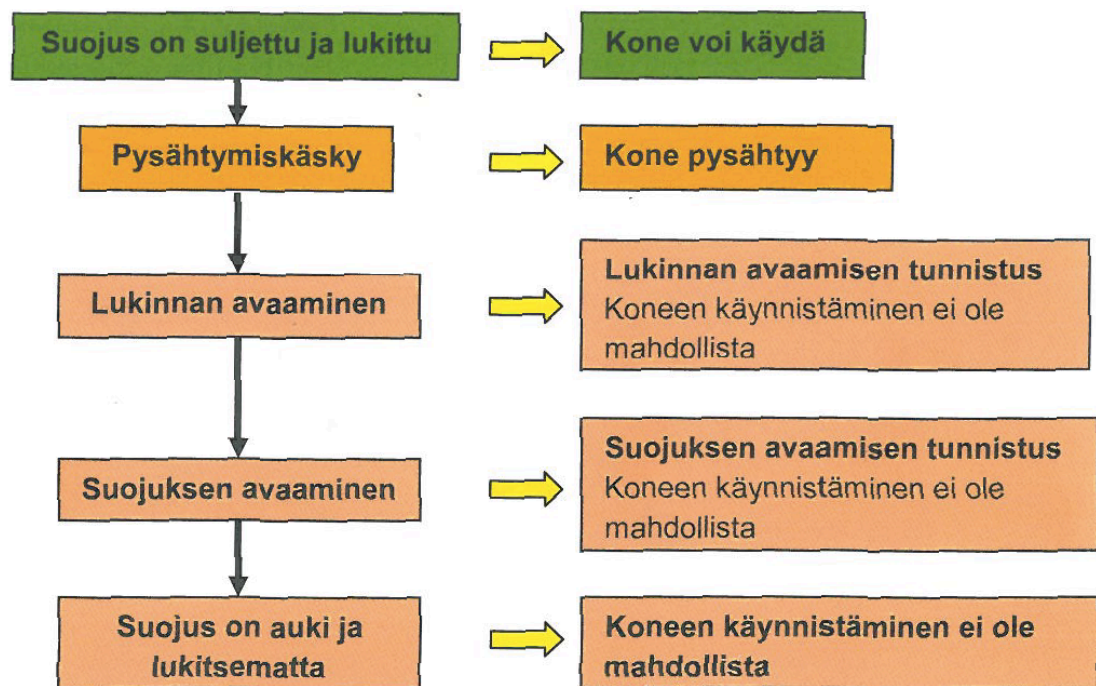 Suojus on suljettu ja lukittu
Kone voi käydä
Pysähtymiskäsky
Kone pysähtyy
Lukinnan avaaminen
Lukinnan avaamisen tunnistus
Koneen käynnistäminen ei ole
mahdollista
Suojuksen avaaminen
Suojuksen avaamisen tunnistus
Koneen käynnistäminen ei ole
mahdollista
Suojus on auki ja
lukitsematta
Koneen käynnistäminen ei ole
mahdollista